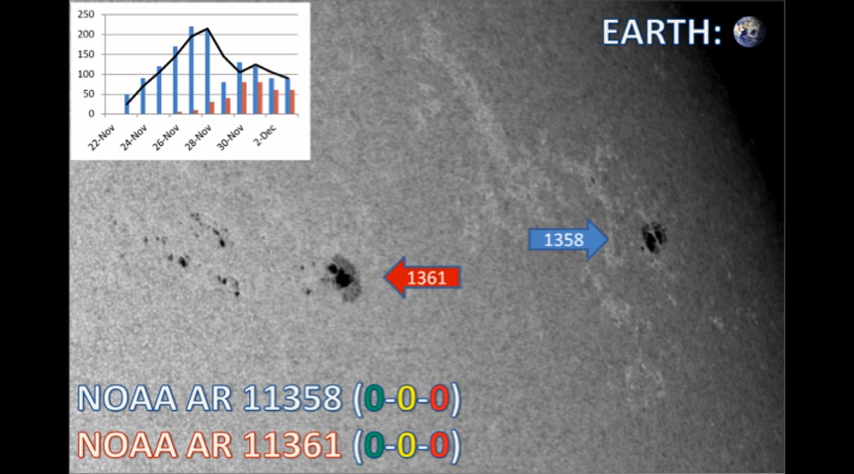 250
200
150
100
50
0
22-Nov
24-Nov
26-Nov
28-Nov
30-Nov
2-Dec
EARTH:
1358
1361
NOAA AR 11358 (0-0-0)
NOAA AR 11361 (0-0-0)